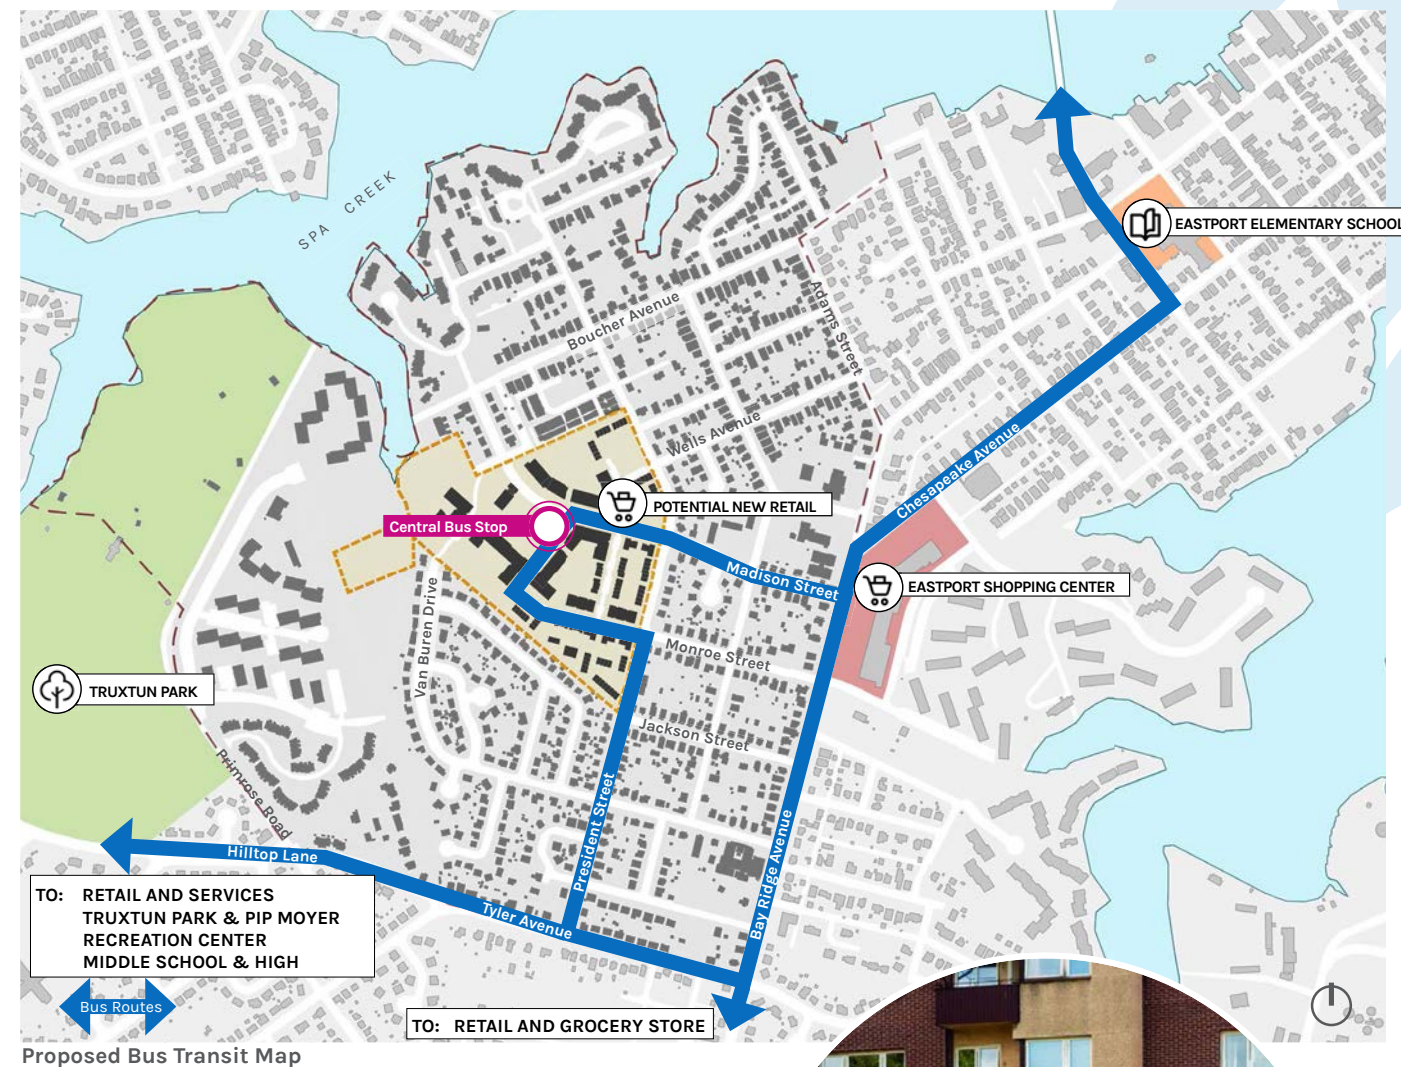 SPA CREEK
EASTPORT ELEMENTARY SCHOOL
Adams Street
Boucher Avenue
Wells Avenue
Chesapeake Avenue
POTENTIAL NEW RETAIL
Central Bus Stop
Madison Street
EASTPORT SHOPPING CENTER
Van Buren Drive
Monroe Street
TRUXTUN PARK
Jackson Street
Primrose Road
President Street
Bay Ridge Avenue
Hilltop Lane
Tyler Avenue
TO: RETAIL AND SERVICES
TRUXTUN PARK & PIP MOYER
RECREATION CENTER
MIDDLE SCHOOL & HIGH
Bus Routes
TO: RETAIL AND GROCERY STORE
Proposed Bus Transit Map